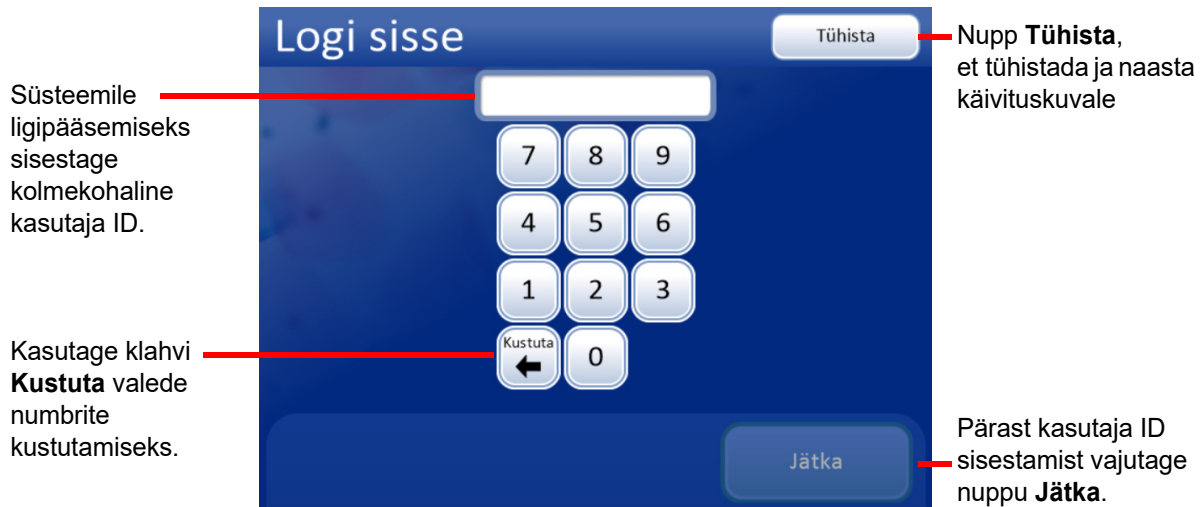 Logi sisse
Tühista
Nupp Tühista,
et tühistada ja naasta
käivituskuvale
Süsteemile
ligipääsemiseks
sisestage
kolmekohaline
kasutaja ID.
7 8 9
4 5 6
1 2 3
Kustuta
0
Kasutage klahvi
Kustuta valede
numbrite
kustutamiseks.
Jätka
Pärast kasutaja ID
sisestamist vajutage
nuppu Jätka.